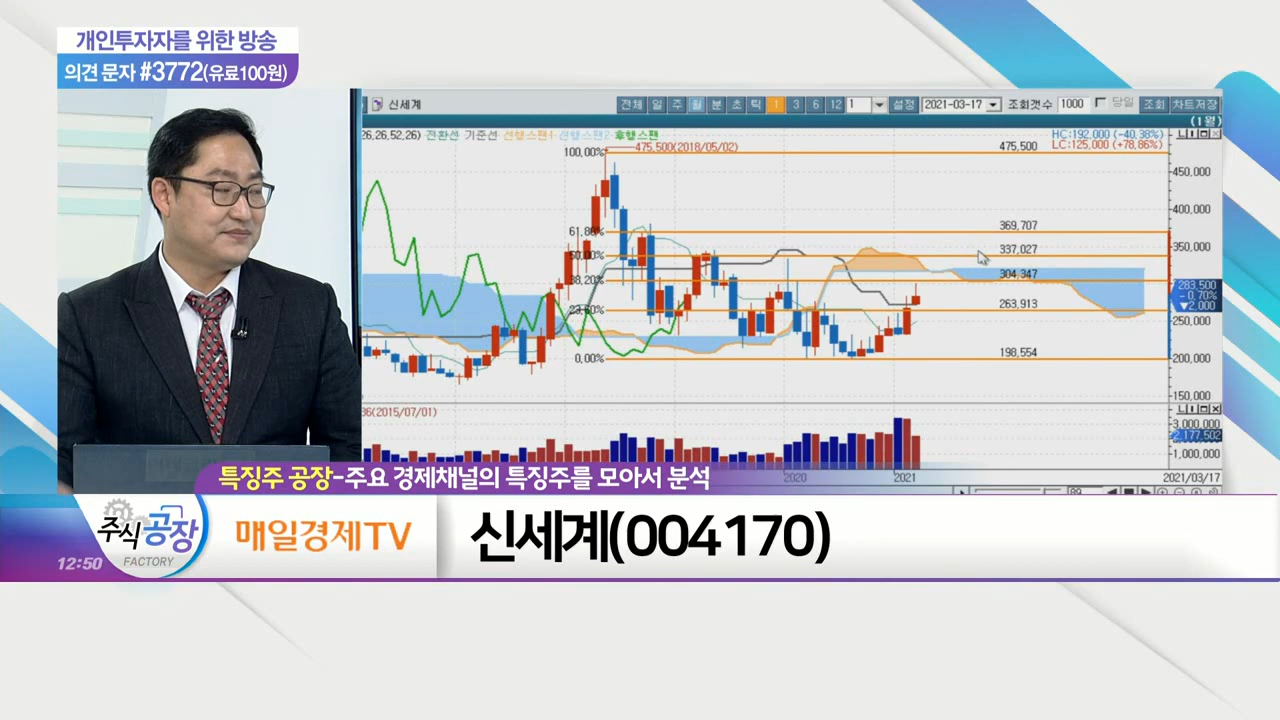 개인투자자를 위한 방송
의견 문자 #3772(유료100원)
신세계
전체 일 주 월 분 초 틱 1 3 6 12 1 설정 2021-03-17 조회갯수 1000 당일 조회 차트저장
(1월)
26,26,52,26) 전환선 기준선 선행스팬1 선행스팬2 후행스팬
HC:192,000 (-40,38%)
LC:125,000 (+78,86%)
100,00%
475,500(2018/05/02)
475,500
450,000
400,000
61,80%
369,707
350,000
50,00%
337,027
38,20%
304,347
283,500
- 0,70%
▼2,000
23,60%
263,913
250,000
0,00%
198,554
200,000
150,000
36(2015/07/01)
3,000,000
2,177,502
1,000,000
2020
2021
2021/03/17
특징주 공장-주요 경제채널의 특징주를 모아서 분석
주식공장
FACTORY
12:50
매일경제TV
신세계(004170)